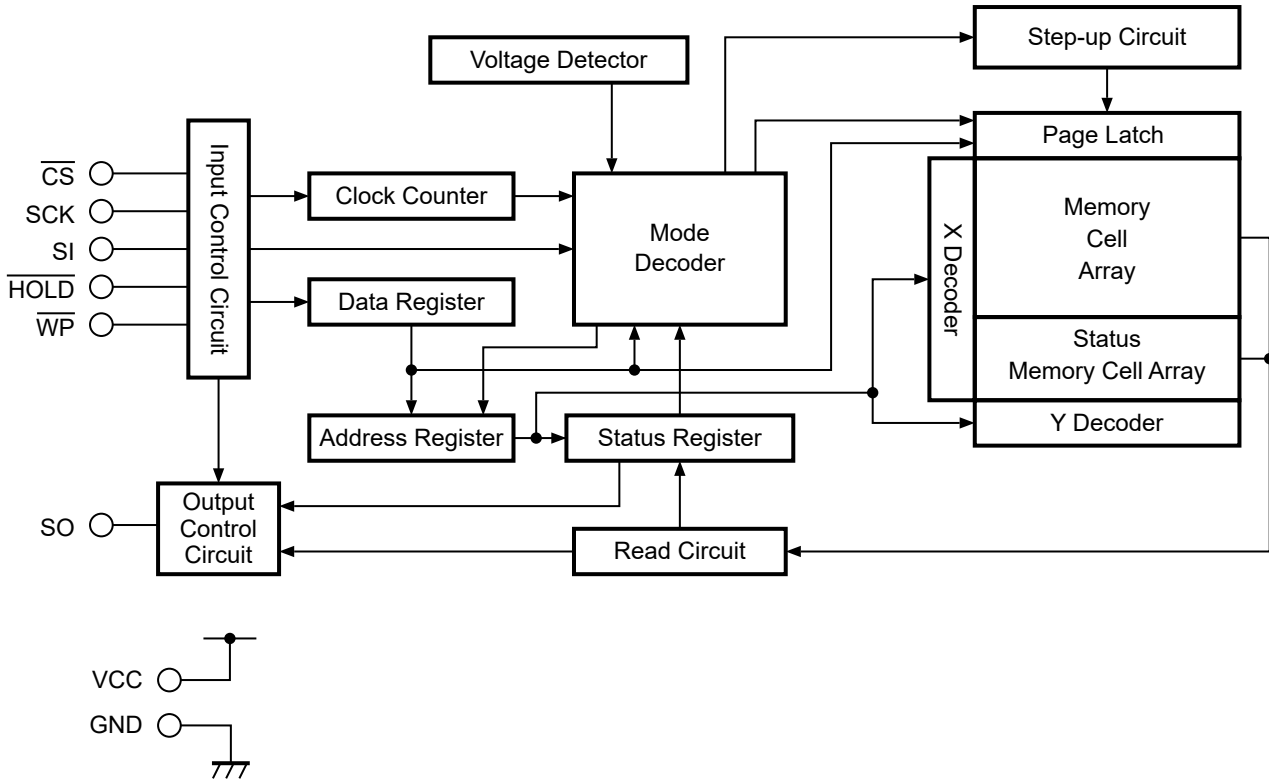 Step-up Circuit
Voltage Detector
Page Latch
Input Control Circuit
CS
SCK
SI
HOLD
WP
Clock Counter
Mode
Decoder
Data Register
X Decoder
Memory
Cell
Array
Status
Memory Cell Array
Y Decoder
Address Register
Status Register
SO
Output
Control
Circuit
Read Circuit
VCC
GND